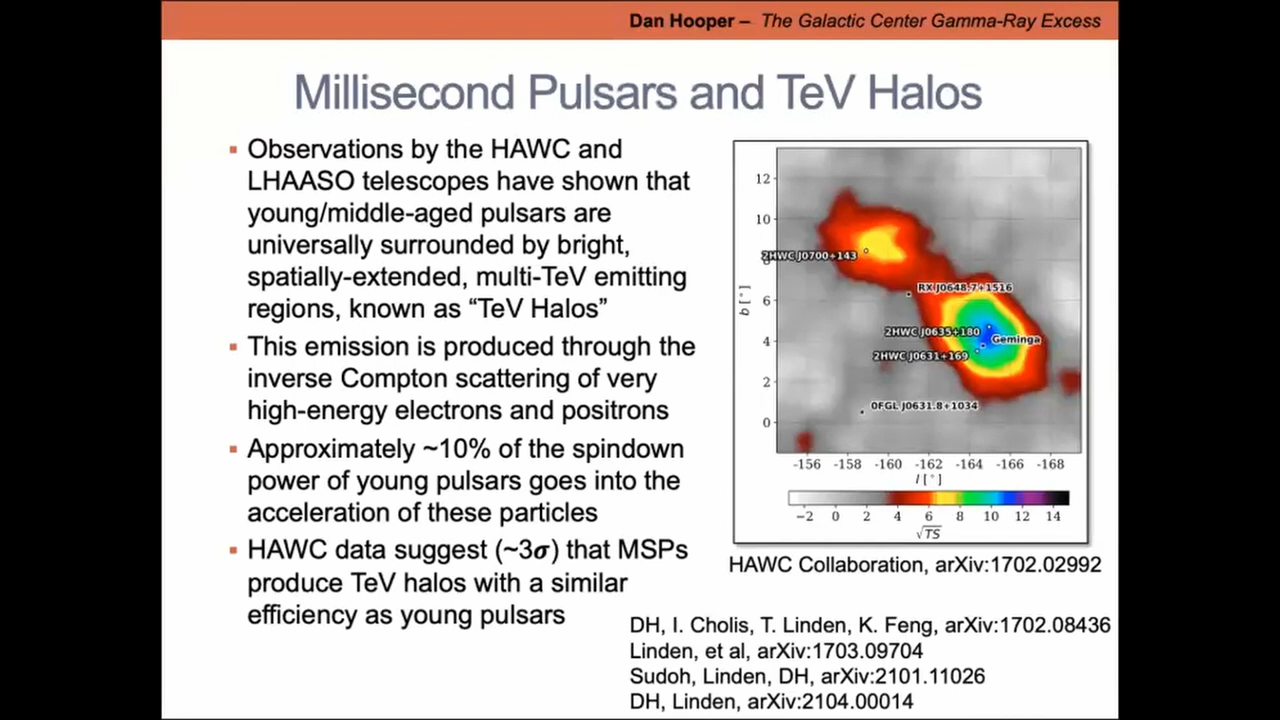 Dan Hooper – The Galactic Center Gamma-Ray Excess
Millisecond Pulsars and TeV Halos
▪ Observations by the HAWC and
LHAASO telescopes have shown that
young/middle-aged pulsars are
universally surrounded by bright,
spatially-extended, multi-TeV emitting
regions, known as “TeV Halos”
▪ This emission is produced through the
inverse Compton scattering of very
high-energy electrons and positrons
▪ Approximately ~10% of the spindown
power of young pulsars goes into the
acceleration of these particles
▪ HAWC data suggest (~3σ) that MSPs
produce TeV halos with a similar
efficiency as young pulsars
12
10
8
6
4
2
0
b [°]
2HWC J0700+143
RX J0648.7+1516
2HWC J0635+180
Geminga
2HWC J0631+169
0FGL J0631.8+1034
-156 -158 -160 -162 -164 -166 -168
l [°]
−2 0 2 4 6 8 10 12 14
√TS
HAWC Collaboration, arXiv:1702.02992
DH, I. Cholis, T. Linden, K. Feng, arXiv:1702.08436
Linden, et al, arXiv:1703.09704
Sudoh, Linden, DH, arXiv:2101.11026
DH, Linden, arXiv:2104.00014